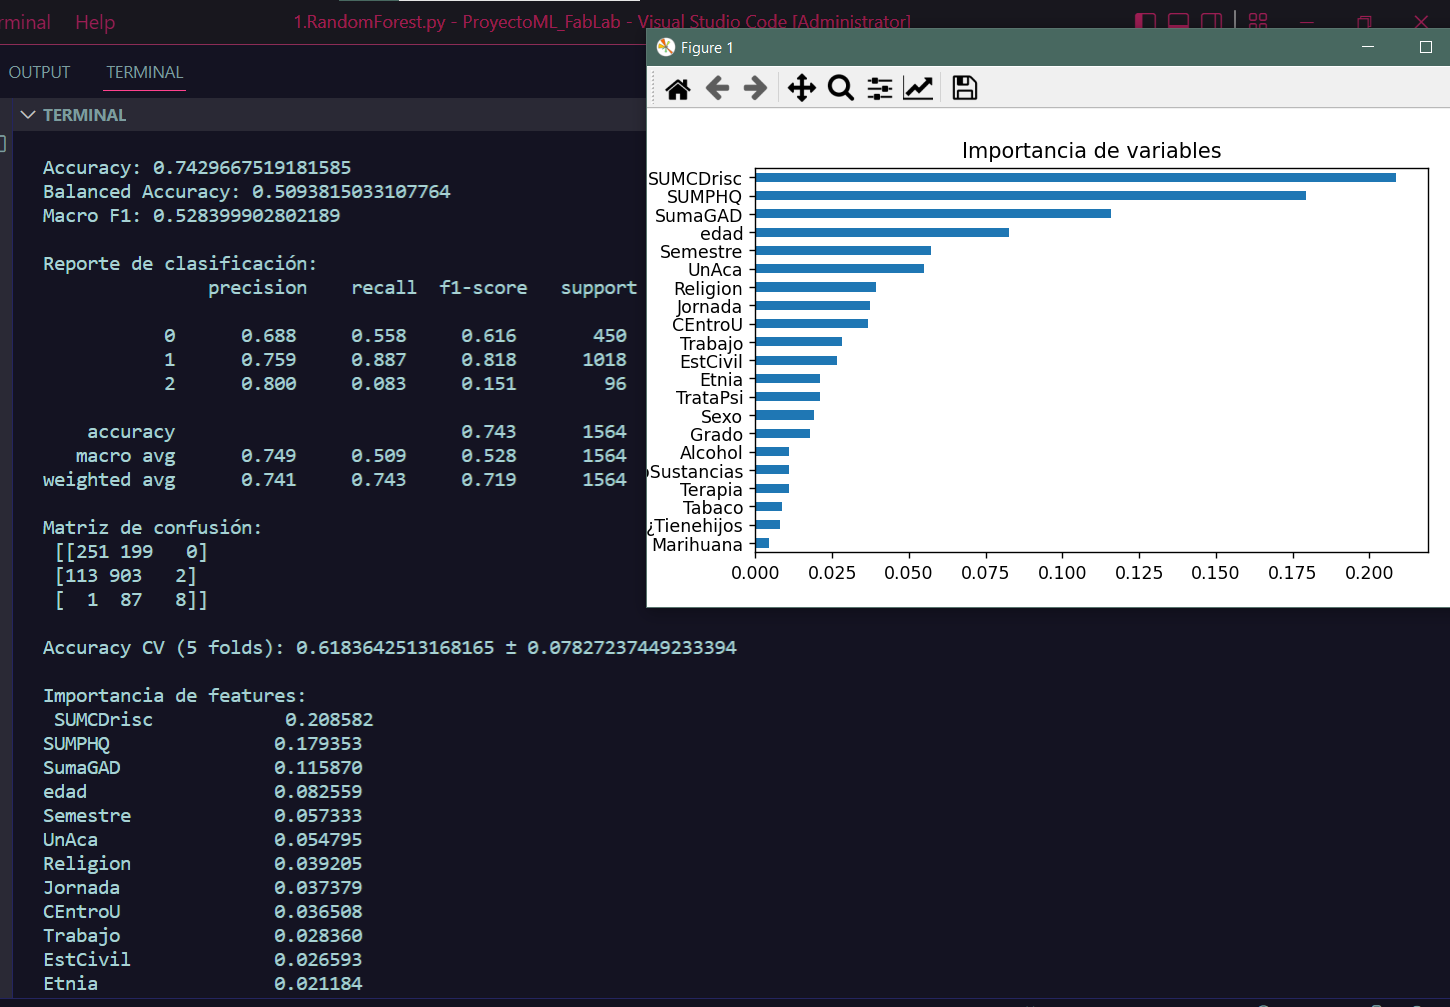 rminal Help 1.RandomForest.py - ProyectoML_FabLab - Visual Studio Code [Administrator]
OUTPUT TERMINAL
TERMINAL
Accuracy: 0.7429667519181585
Balanced Accuracy: 0.5093815033107764
Macro F1: 0.528399902802189
Reporte de clasificación:
precision recall f1-score support
0 0.688 0.558 0.616 450
1 0.759 0.887 0.818 1018
2 0.800 0.083 0.151 96
accuracy 0.743 1564
macro avg 0.749 0.509 0.528 1564
weighted avg 0.741 0.743 0.719 1564
Matriz de confusión:
[[251 199 0]
[113 903 2]
[ 1 87 8]]
Accuracy CV (5 folds): 0.6183642513168165 ± 0.07827237449233394
Importancia de features:
SUMCDrisc 0.208582
SUMPHQ 0.179353
SumaGAD 0.115870
edad 0.082559
Semestre 0.057333
UnAca 0.054795
Religion 0.039205
Jornada 0.037379
CEntroU 0.036508
Trabajo 0.028360
EstCivil 0.026593
Etnia 0.021184
Figure 1
Importancia de variables
SUMCDrisc
SUMPHQ
SumaGAD
edad
Semestre
UnAca
Religion
Jornada
CEntroU
Trabajo
EstCivil
Etnia
TrataPsi
Sexo
Grado
Alcohol
oSustancias
Terapia
Tabaco
¿Tienehijos
Marihuana
0.000 0.025 0.050 0.075 0.100 0.125 0.150 0.175 0.200